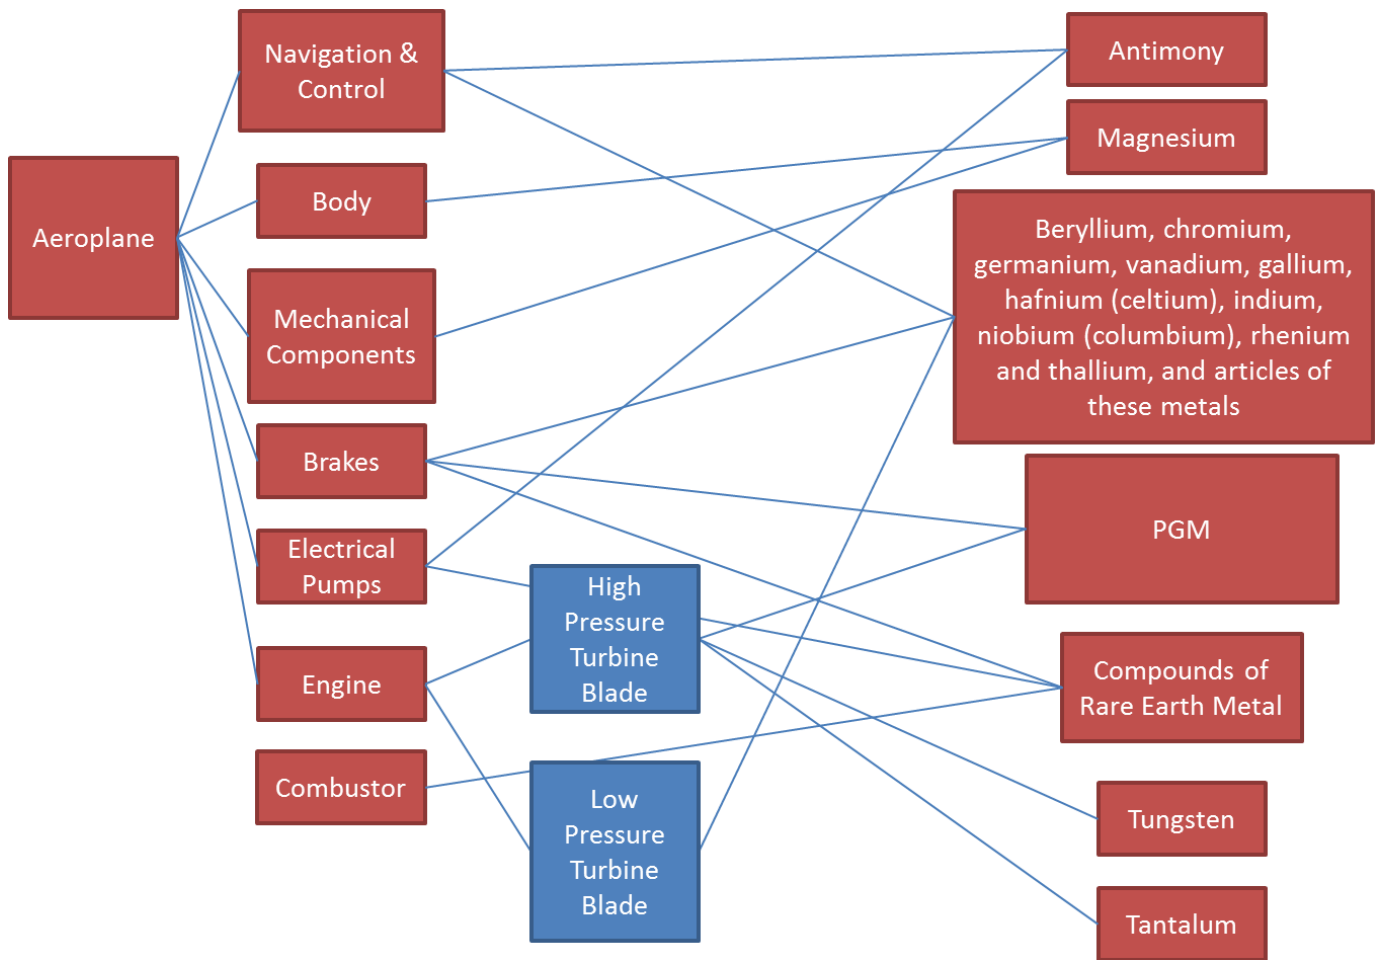 Aeroplane
Navigation &
Control
Body
Mechanical
Components
Brakes
Electrical
Pumps
Engine
Combustor
High
Pressure
Turbine
Blade
Low
Pressure
Turbine
Blade
Antimony
Magnesium
Beryllium, chromium,
germanium, vanadium, gallium,
hafnium (celtium), indium,
niobium (columbium), rhenium
and thallium, and articles of
these metals
PGM
Compounds of
Rare Earth Metal
Tungsten
Tantalum